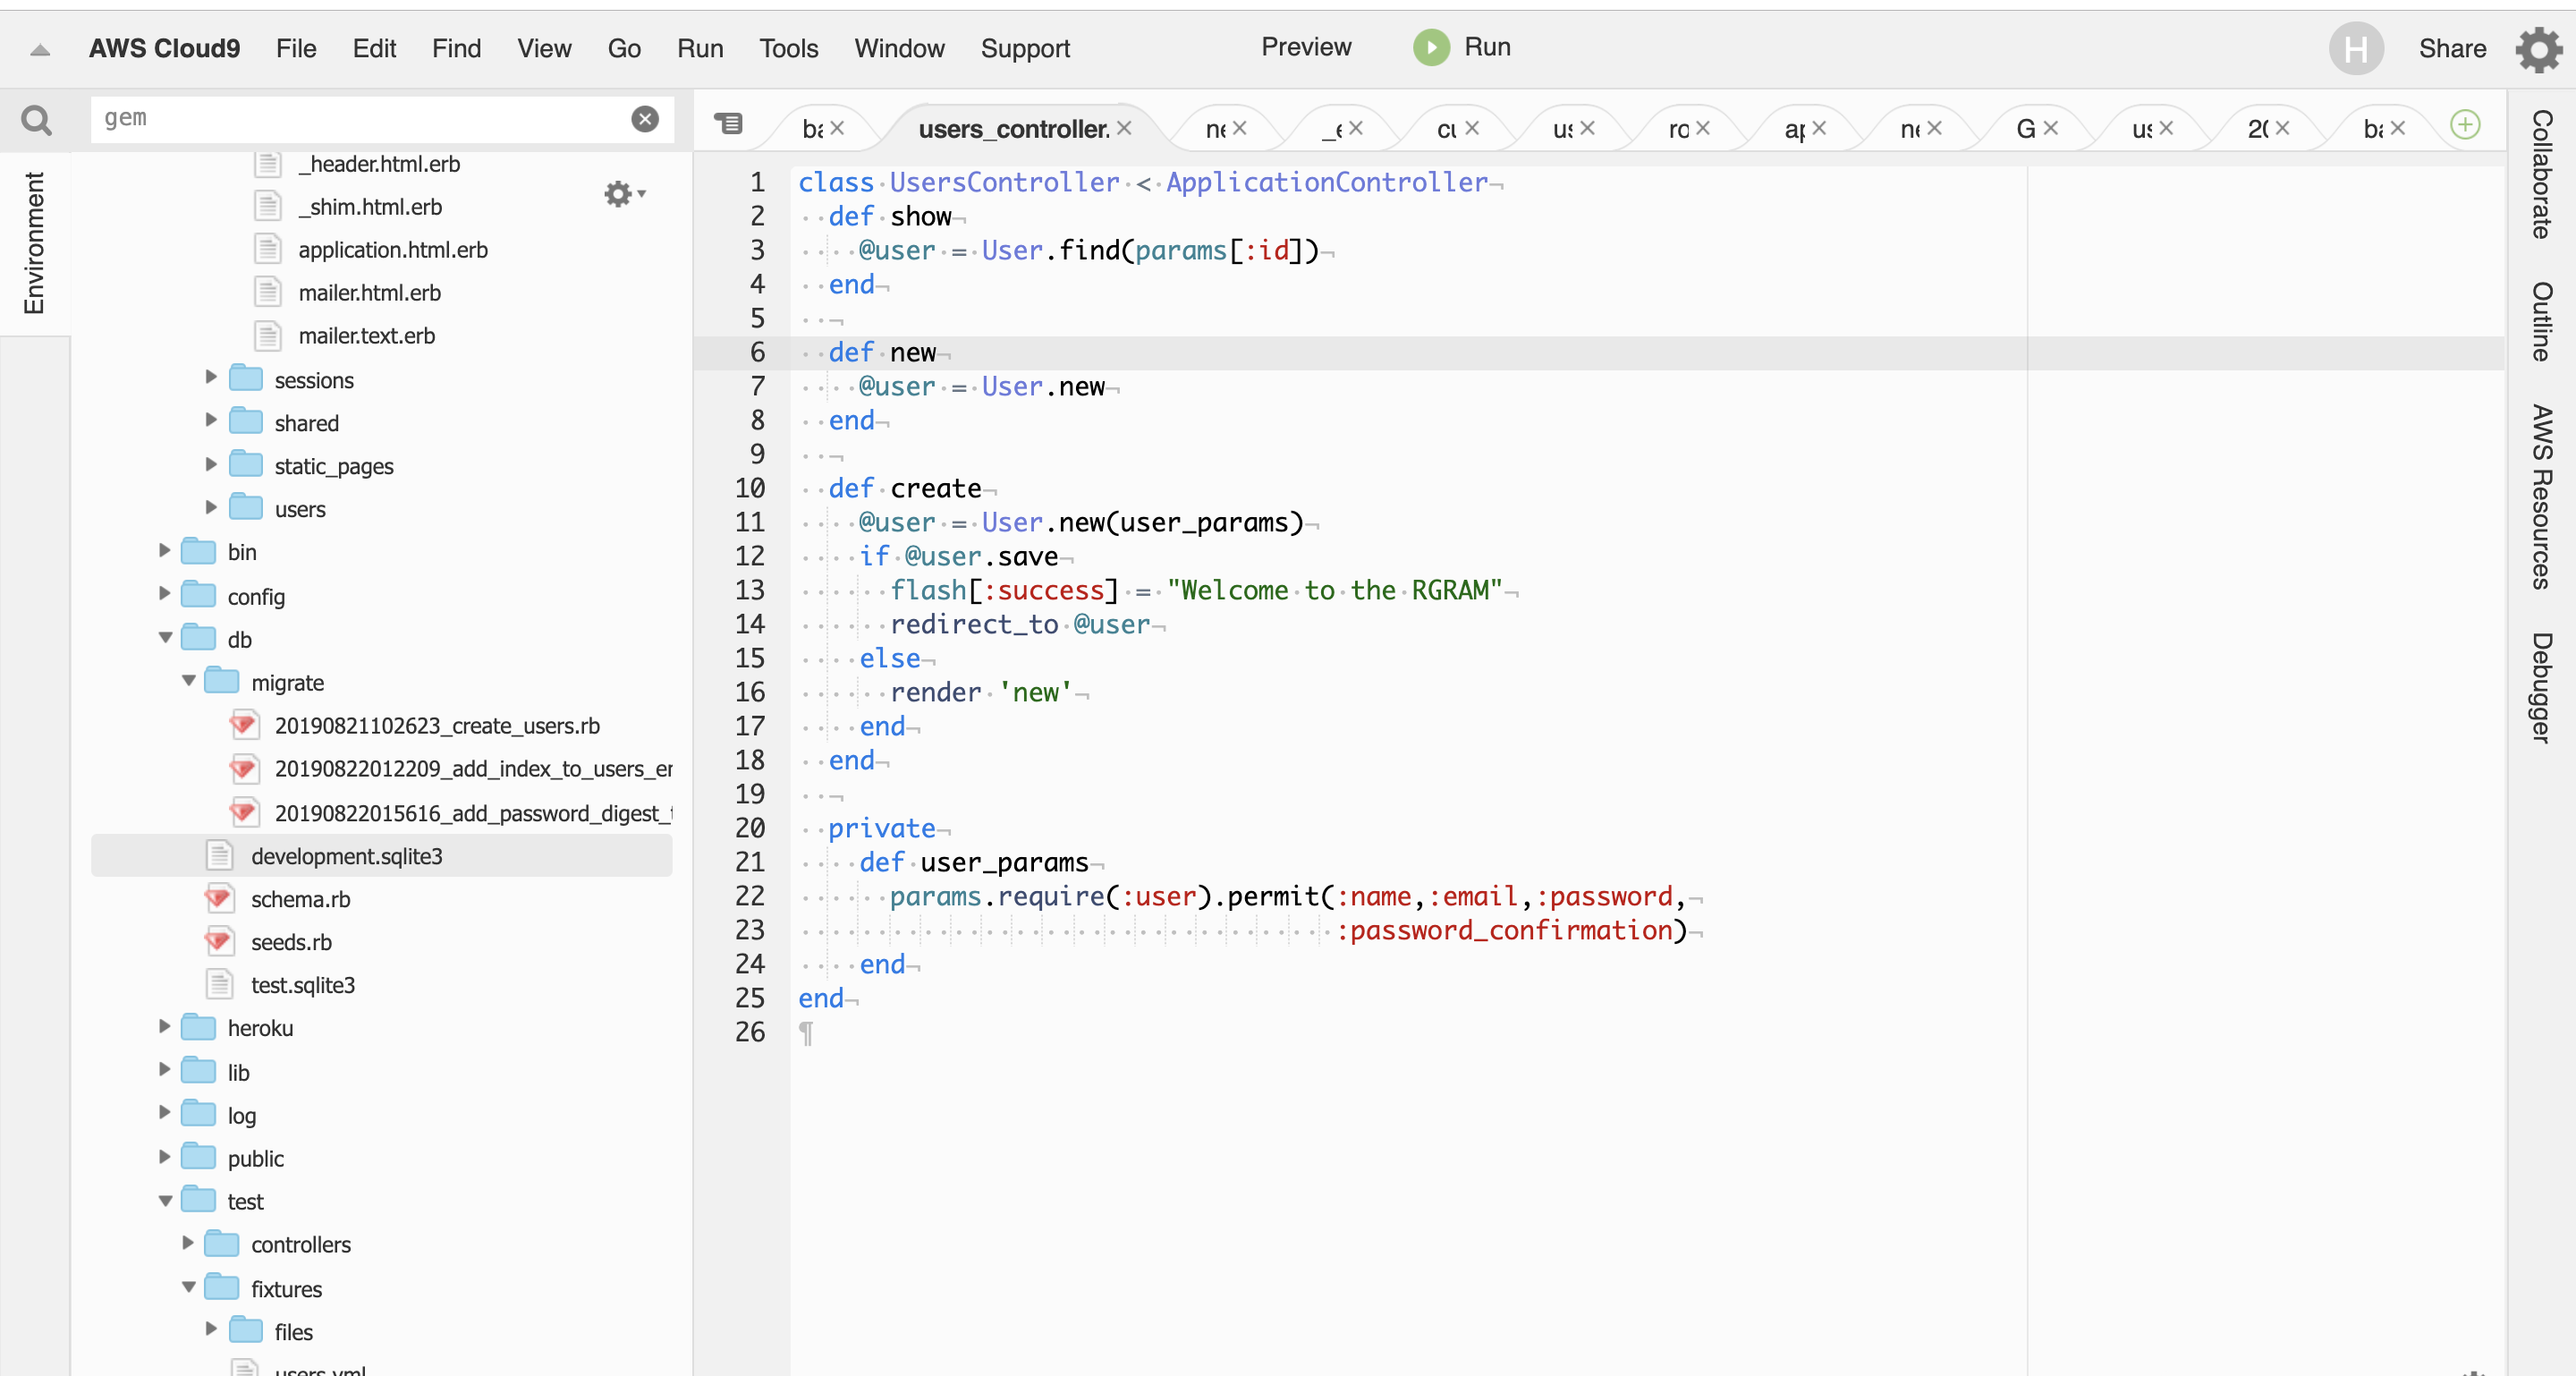 AWS Cloud9 File Edit Find View Go Run Tools Window Support Preview Run H Share
gem
Environment
_header.html.erb
_shim.html.erb
application.html.erb
mailer.html.erb
mailer.text.erb
sessions
shared
static_pages
users
bin
config
db
migrate
20190821102623_create_users.rb
20190822012209_add_index_to_users_er
20190822015616_add_password_digest_t
development.sqlite3
schema.rb
seeds.rb
test.sqlite3
heroku
lib
log
public
test
controllers
fixtures
files
users.yml
ba users_controller. ne _e cu us ro ap ne G us 20 ba
1 class UsersController < ApplicationController
2 def show
3 @user = User.find(params[:id])
4 end
5
6 def new
7 @user = User.new
8 end
9
10 def create
11 @user = User.new(user_params)
12 if @user.save
13 flash[:success] = "Welcome to the RGRAM"
14 redirect_to @user
15 else
16 render 'new'
17 end
18 end
19
20 private
21 def user_params
22 params.require(:user).permit(:name,:email,:password,
23 :password_confirmation)
24 end
25 end
26
Collaborate
Outline
AWS Resources
Debugger